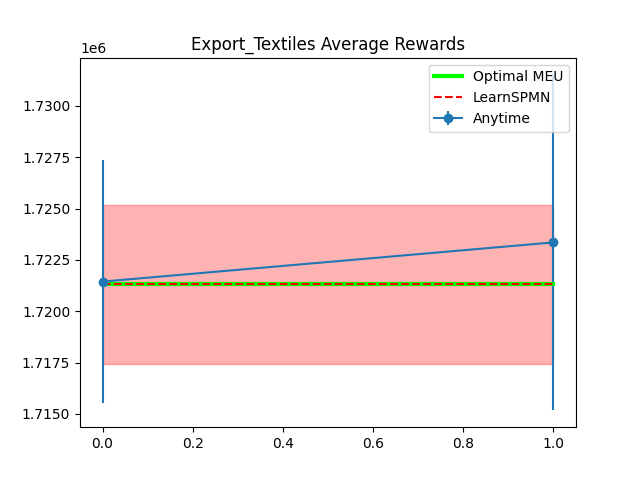 Export_Textiles Average Rewards
1e6
Optimal MEU
LearnSPMN
Anytime
1.7300
1.7275
1.7250
1.7225
1.7200
1.7175
1.7150
0.0
0.2
0.4
0.6
0.8
1.0